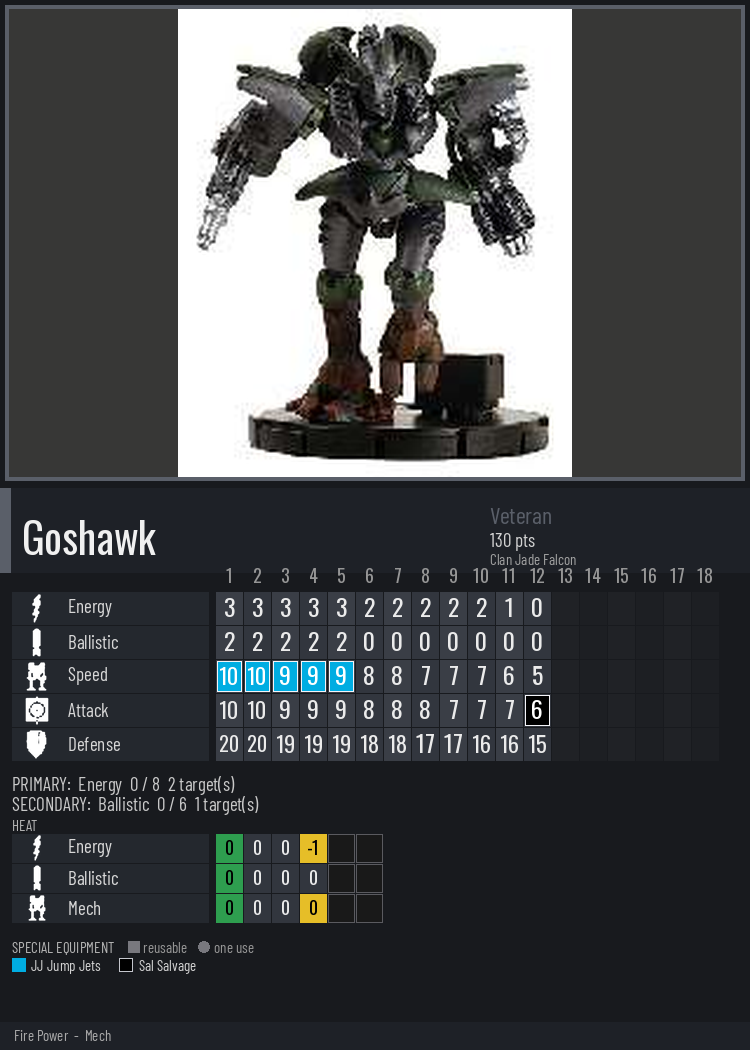 Goshawk
Veteran
130 pts
Clan Jade Falcon
1 2 3 4 5 6 7 8 9 10 11 12 13 14 15 16 17 18
Energy 3 3 3 3 3 2 2 2 2 2 1 0
Ballistic 2 2 2 2 2 0 0 0 0 0 0 0
Speed 10 10 9 9 9 8 8 7 7 7 6 5
Attack 10 10 9 9 9 8 8 8 7 7 7 6
Defense 20 20 19 19 19 18 18 17 17 16 16 15
PRIMARY: Energy 0 / 8 2 target(s)
SECONDARY: Ballistic 0 / 6 1 target(s)
HEAT
Energy 0 0 0 -1
Ballistic 0 0 0 0
Mech 0 0 0 0
SPECIAL EQUIPMENT reusable one use
JJ Jump Jets Sal Salvage
Fire Power - Mech